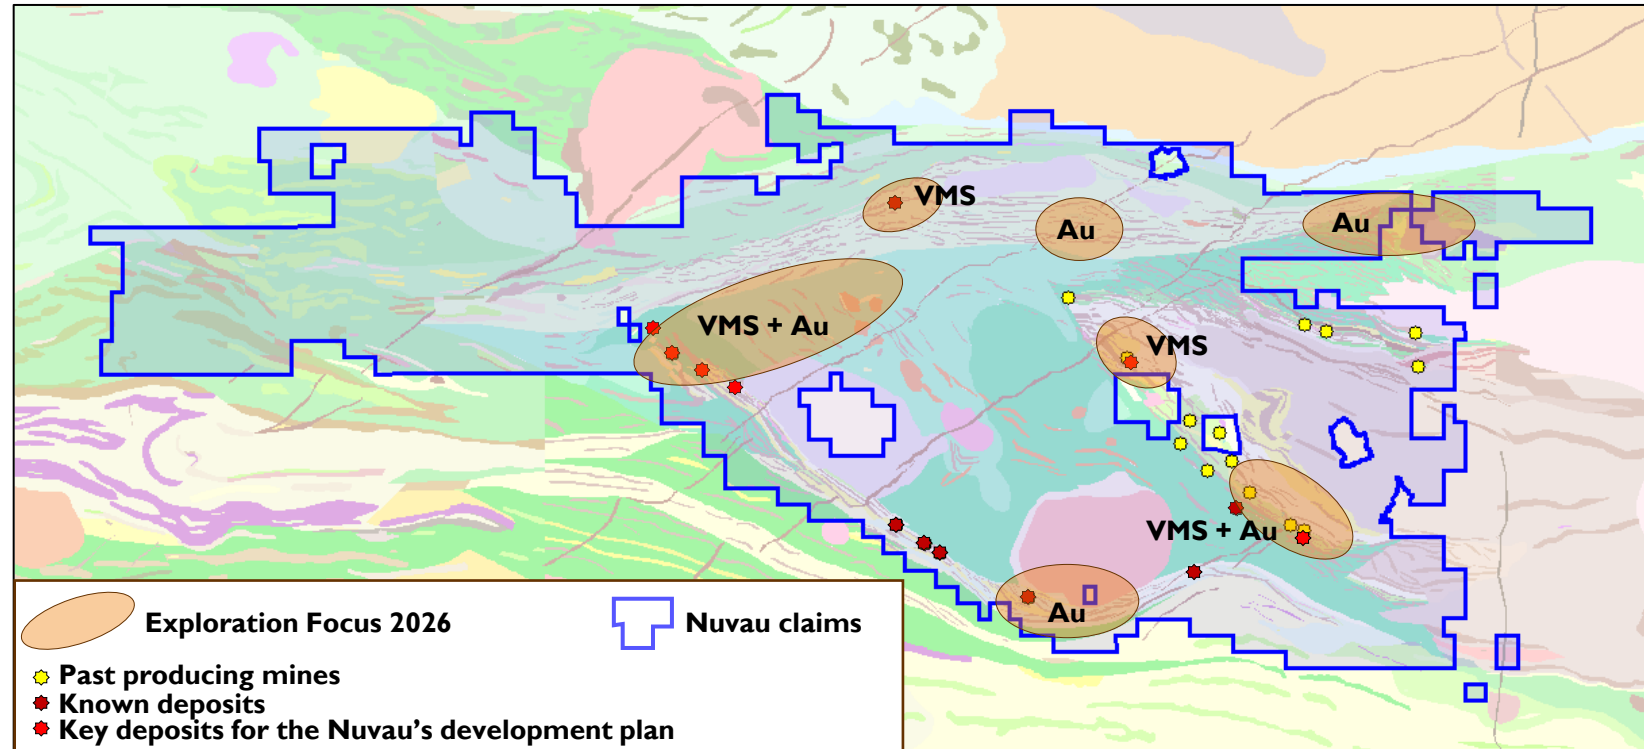 VMS
Au
Au
VMS + Au
VMS
VMS + Au
Au
Exploration Focus 2026
Nuvau claims
Past producing mines
Known deposits
Key deposits for the Nuvau’s development plan